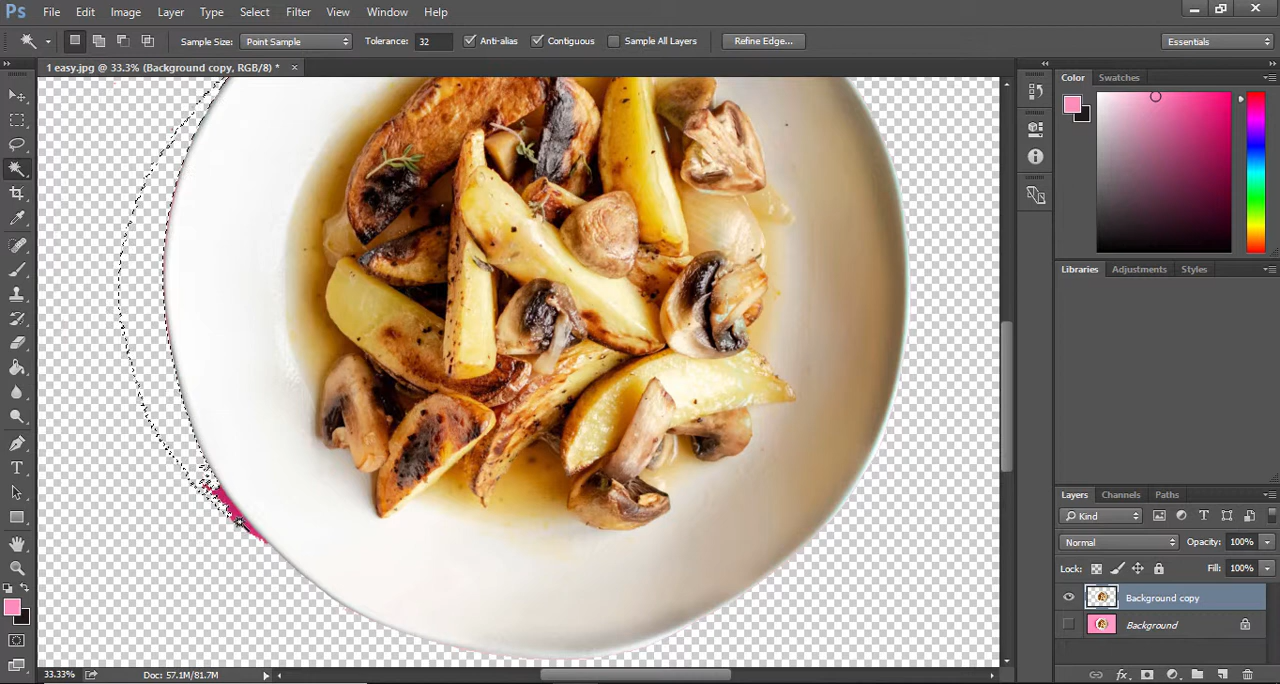 Ps File Edit Image Layer Type Select Filter View Window Help
Sample Size: Point Sample Tolerance: 32 Anti-alias Contiguous Sample All Layers Refine Edge... Essentials
1 easy.jpg @ 33.3% (Background copy, RGB/8) * ×
Color Swatches
Libraries Adjustments Styles
Layers Channels Paths
Kind
Normal Opacity: 100%
Lock: Fill: 100%
Background copy
Background
33.33% Doc: 57.1M/81.7M